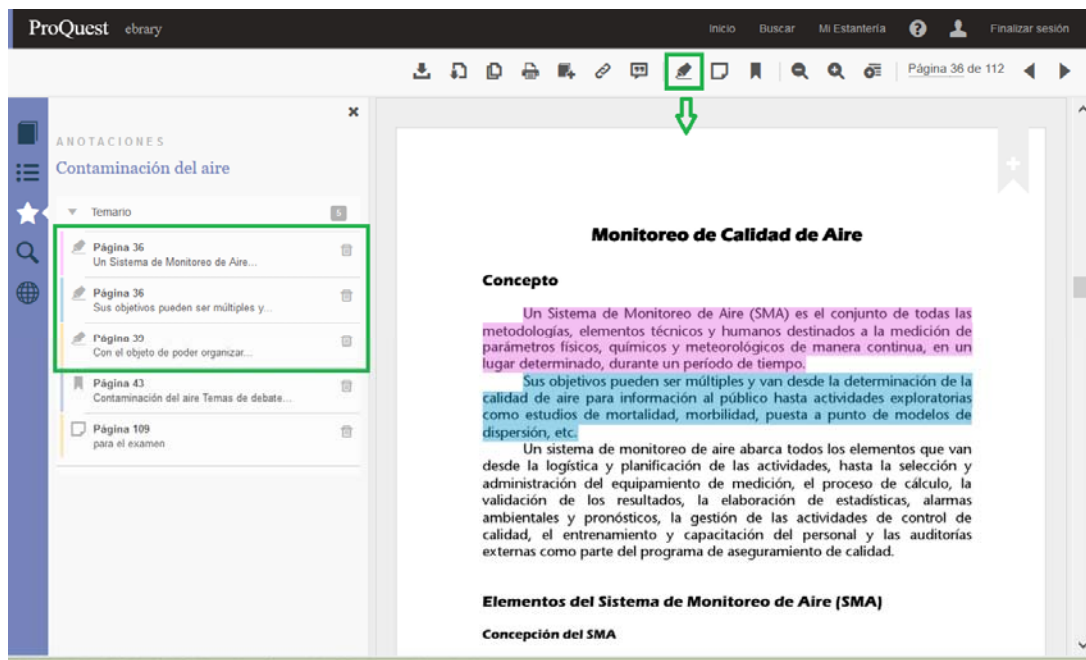 ProQuest ebrary
Inicio Buscar Mi Estantería ? Finalizar sesión
Página 36 de 112
ANOTACIONES
Contaminación del aire
Temario 5
Página 36
Un Sistema de Monitoreo de Aire...
Página 36
Sus objetivos pueden ser múltiples y...
Página 39
Con el objeto de poder organizar...
Página 43
Contaminación del aire Temas de debate...
Página 109
para el examen
Monitoreo de Calidad de Aire
Concepto
Un Sistema de Monitoreo de Aire (SMA) es el conjunto de todas las
metodologías, elementos técnicos y humanos destinados a la medición de
parámetros físicos, químicos y meteorológicos de manera continua, en un
lugar determinado, durante un período de tiempo.
Sus objetivos pueden ser múltiples y van desde la determinación de la
calidad de aire para información al público hasta actividades exploratorias
como estudios de mortalidad, morbilidad, puesta a punto de modelos de
dispersión, etc.
Un sistema de monitoreo de aire abarca todos los elementos que van
desde la logística y planificación de las actividades, hasta la selección y
administración del equipamiento de medición, el proceso de cálculo, la
validación de los resultados, la elaboración de estadísticas, alarmas
ambientales y pronósticos, la gestión de las actividades de control de
calidad, el entrenamiento y capacitación del personal y las auditorías
externas como parte del programa de aseguramiento de calidad.
Elementos del Sistema de Monitoreo de Aire (SMA)
Concepción del SMA